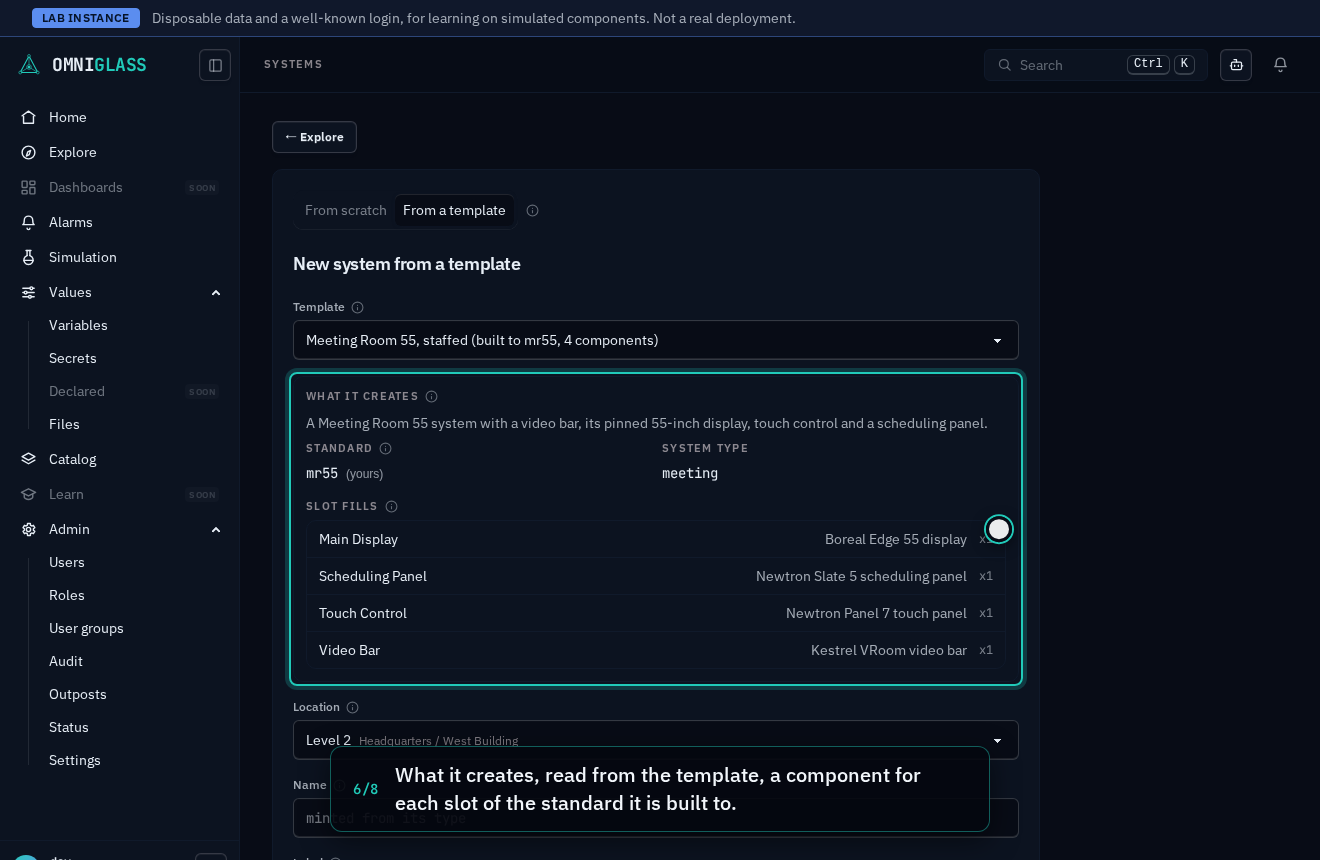 LAB INSTANCE Disposable data and a well-known login, for learning on simulated components. Not a real deployment.
OMNIGLASS
SYSTEMS
Search Ctrl K
Home
Explore
Dashboards SOON
Alarms
Simulation
Values
Variables
Secrets
Declared SOON
Files
Catalog
Learn SOON
Admin
Users
Roles
User groups
Audit
Outposts
Status
Settings
← Explore
From scratch From a template
New system from a template
Template
Meeting Room 55, staffed (built to mr55, 4 components)
WHAT IT CREATES
A Meeting Room 55 system with a video bar, its pinned 55-inch display, touch control and a scheduling panel.
STANDARD SYSTEM TYPE
mr55 (yours) meeting
SLOT FILLS
Main Display Boreal Edge 55 display
Scheduling Panel Newtron Slate 5 scheduling panel x1
Touch Control Newtron Panel 7 touch panel x1
Video Bar Kestrel VRoom video bar x1
Location
Level 2 Headquarters / West Building
Name
minted from its type
6/8 What it creates, read from the template, a component for
each slot of the standard it is built to.